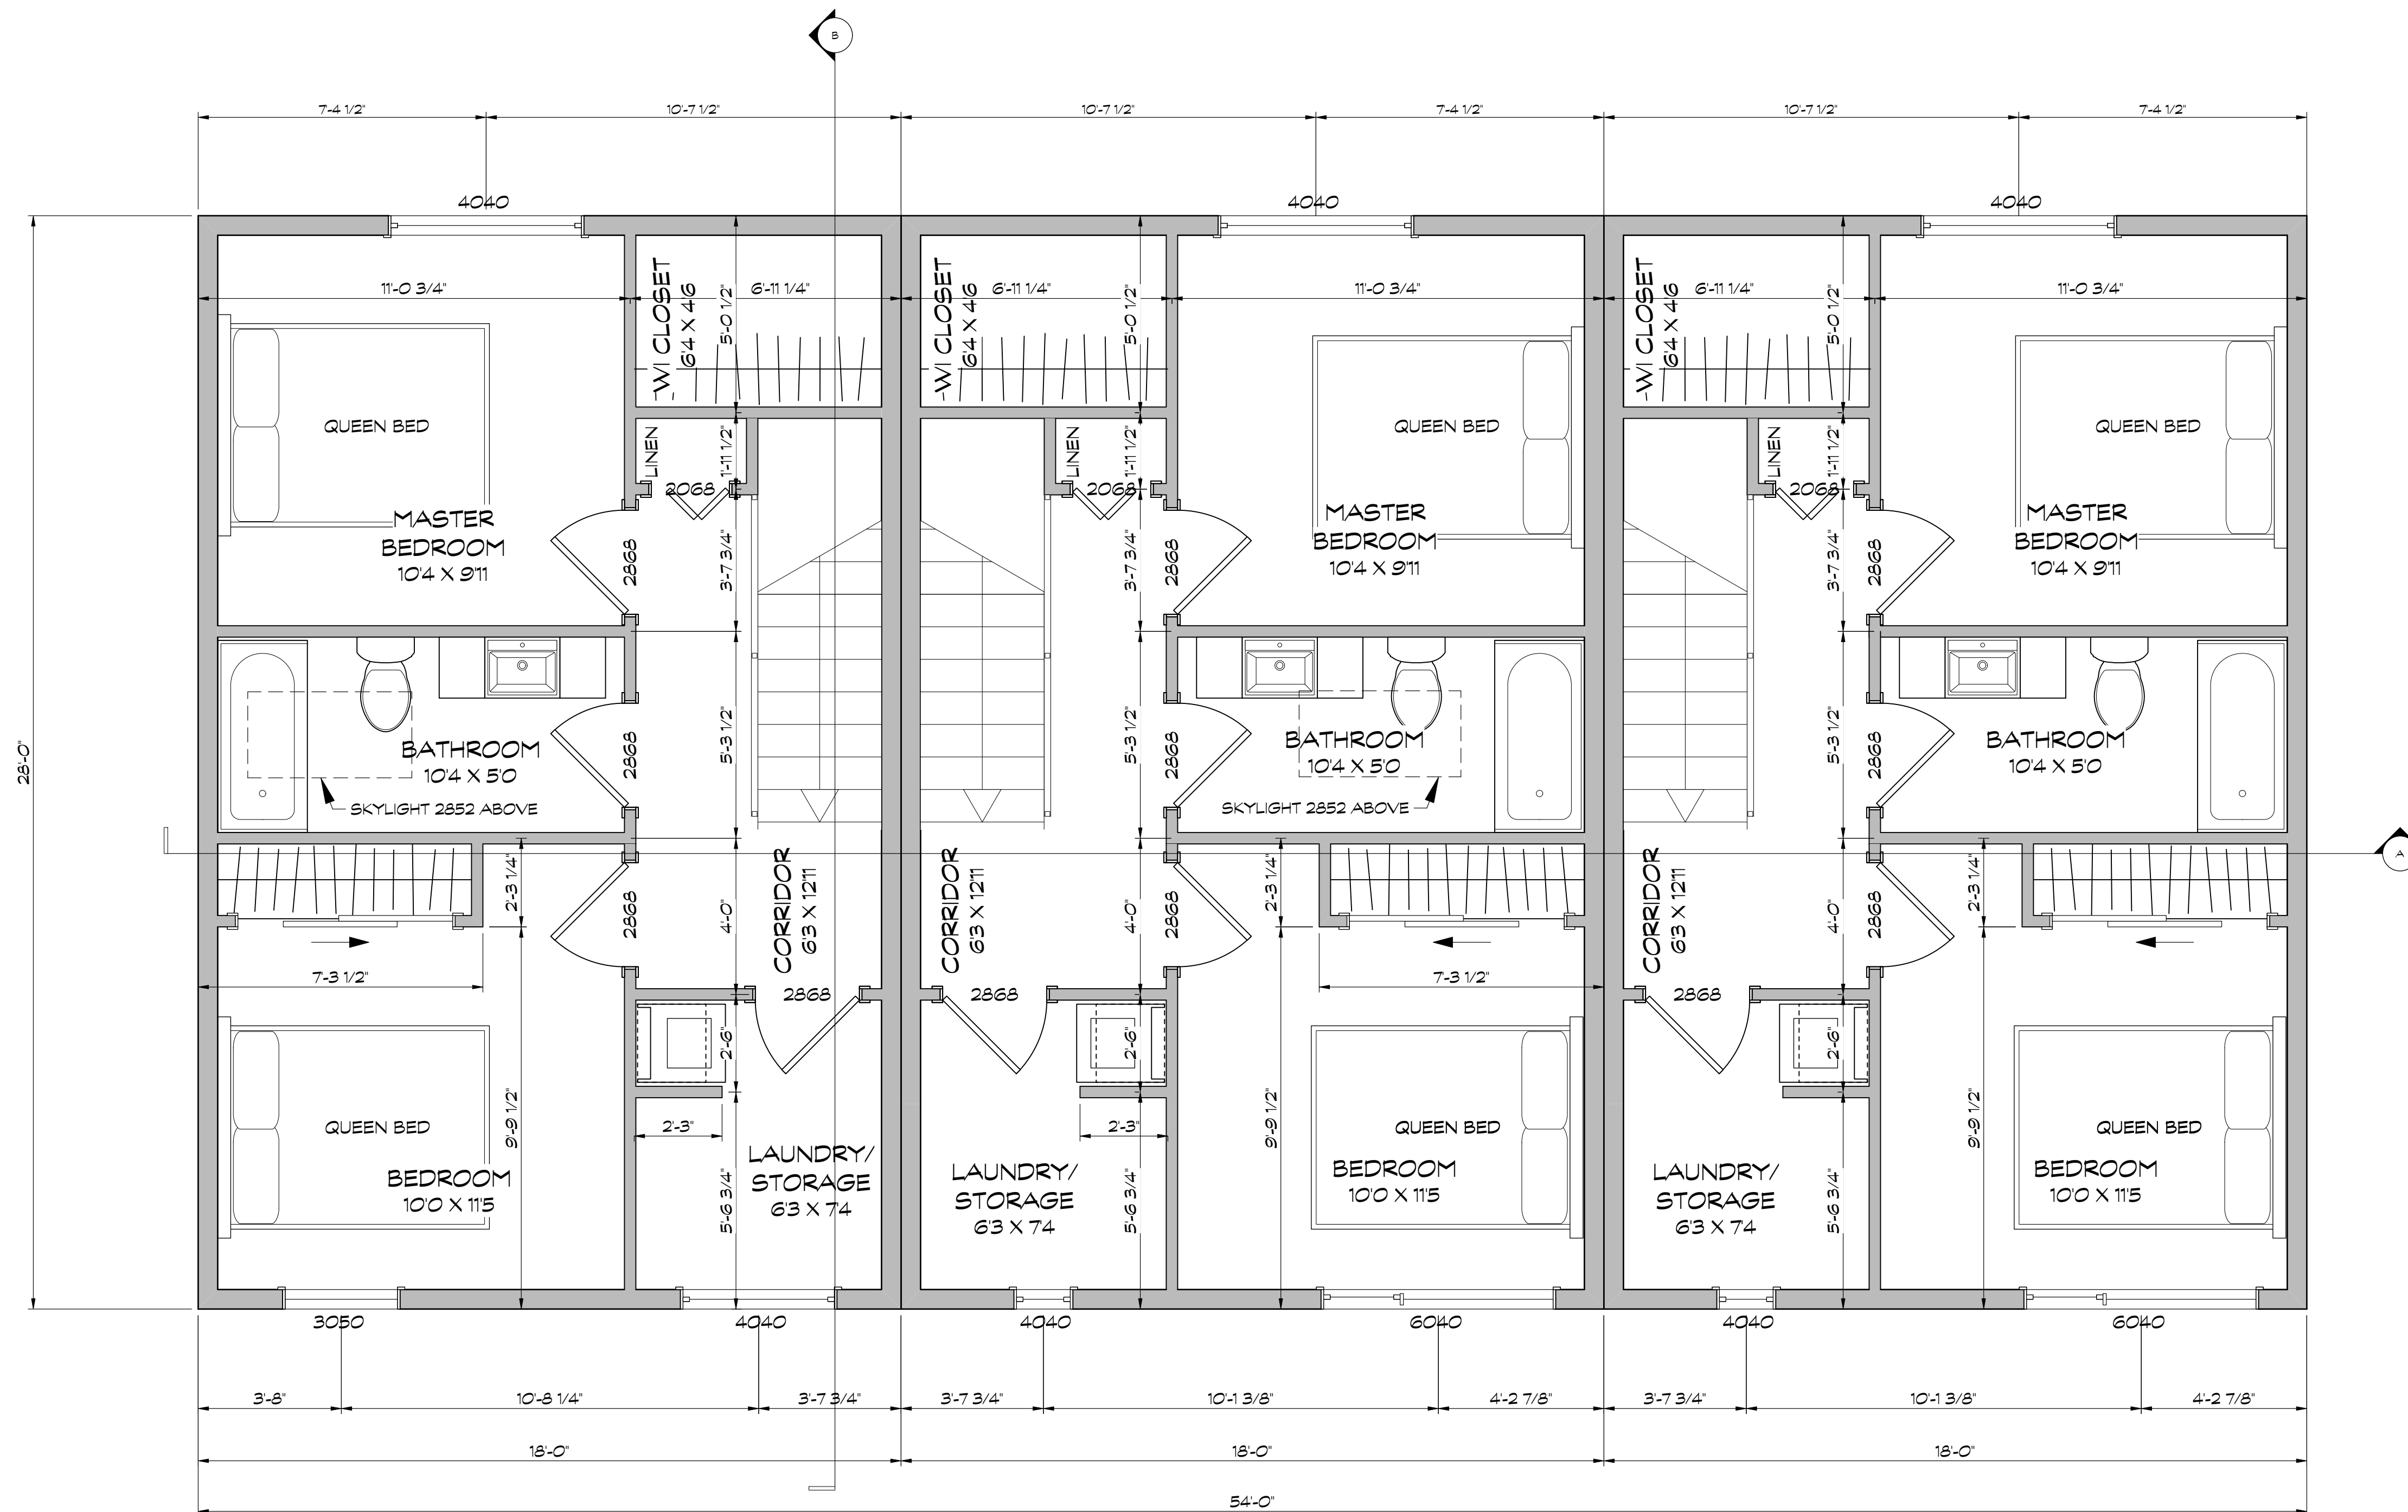 B
7-4 1/2"
10'-7 1/2"
10'-7 1/2"
7-4 1/2"
10'-7 1/2"
7-4 1/2"
4040
4040
4040
28'-0"
11'-0 3/4"
6'-11 1/4"
6'-11 1/4"
11'-0 3/4"
6'-11 1/4"
11'-0 3/4"
WI CLOSET
6'4 X 4'6
5'-0 1/2"
WI CLOSET
6'4 X 4'6
5'-0 1/2"
WI CLOSET
6'4 X 4'6
5'-0 1/2"
QUEEN BED
QUEEN BED
QUEEN BED
LINEN
1'-11 1/2"
LINEN
1'-11 1/2"
LINEN
1'-11 1/2"
2068
2068
2068
MASTER
BEDROOM
10'4 X 9'11
2868
3'-7 3/4"
3'-7 3/4"
2868
MASTER
BEDROOM
10'4 X 9'11
3'-7 3/4"
2868
MASTER
BEDROOM
10'4 X 9'11
BATHROOM
10'4 X 5'0
SKYLIGHT 2852 ABOVE
2868
5'-3 1/2"
5'-3 1/2"
2868
BATHROOM
10'4 X 5'0
SKYLIGHT 2852 ABOVE
5'-3 1/2"
2868
BATHROOM
10'4 X 5'0
A
2'-3 1/4"
2868
4'-0"
CORRIDOR
6'3 X 12'11
CORRIDOR
6'3 X 12'11
4'-0"
2868
2'-3 1/4"
CORRIDOR
6'3 X 12'11
4'-0"
2868
2'-3 1/4"
7'-3 1/2"
7'-3 1/2"
2868
2868
2868
2'-6"
2'-6"
2'-6"
QUEEN BED
9'-9 1/2"
2'-3"
2'-3"
9'-9 1/2"
QUEEN BED
9'-9 1/2"
QUEEN BED
BEDROOM
10'0 X 11'5
5'-6 3/4"
LAUNDRY/
STORAGE
6'3 X 7'4
LAUNDRY/
STORAGE
6'3 X 7'4
5'-6 3/4"
BEDROOM
10'0 X 11'5
LAUNDRY/
STORAGE
6'3 X 7'4
5'-6 3/4"
BEDROOM
10'0 X 11'5
3050
4040
4040
6040
4040
6040
3'-8"
10'-8 1/4"
3'-7 3/4"
3'-7 3/4"
10'-1 3/8"
4'-2 7/8"
3'-7 3/4"
10'-1 3/8"
4'-2 7/8"
18'-0"
18'-0"
18'-0"
54'-0"